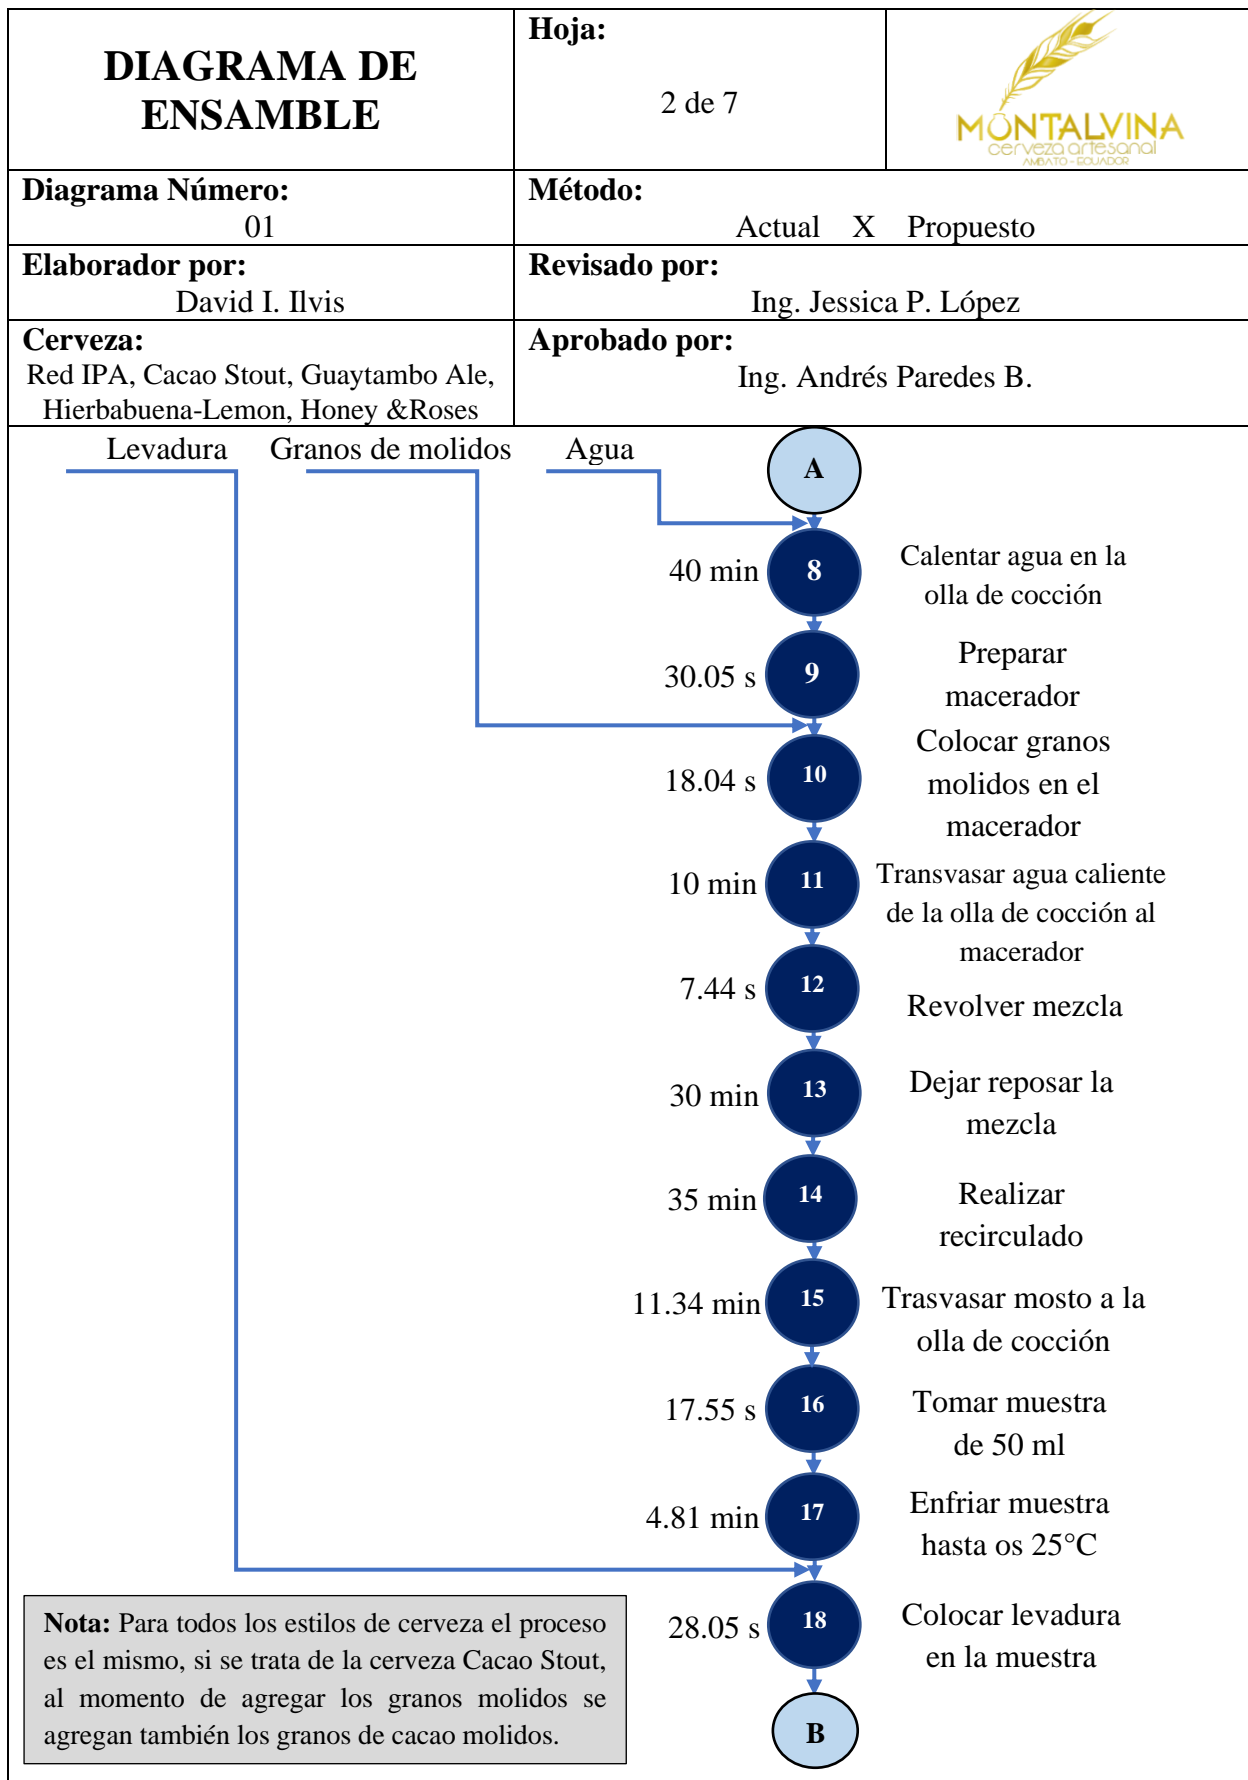 DIAGRAMA DE
ENSAMBLE
Hoja:
2 de 7
MONTALVINA
cerveza artesanal
AMBATO - ECUADOR
Diagrama Número:
01
Método:
Actual X Propuesto
Elaborador por:
David I. Ilvis
Revisado por:
Ing. Jessica P. López
Cerveza:
Red IPA, Cacao Stout, Guaytambo Ale,
Hierbabuena-Lemon, Honey &Roses
Aprobado por:
Ing. Andrés Paredes B.
Levadura
Granos de molidos
Agua
A
40 min
8
Calentar agua en la
olla de cocción
30.05 s
9
Preparar
macerador
18.04 s
10
Colocar granos
molidos en el
macerador
10 min
11
Transvasar agua caliente
de la olla de cocción al
macerador
7.44 s
12
Revolver mezcla
30 min
13
Dejar reposar la
mezcla
35 min
14
Realizar
recirculado
11.34 min
15
Trasvasar mosto a la
olla de cocción
17.55 s
16
Tomar muestra
de 50 ml
4.81 min
17
Enfriar muestra
hasta os 25°C
28.05 s
18
Colocar levadura
en la muestra
B
Nota: Para todos los estilos de cerveza el proceso
es el mismo, si se trata de la cerveza Cacao Stout,
al momento de agregar los granos molidos se
agregan también los granos de cacao molidos.